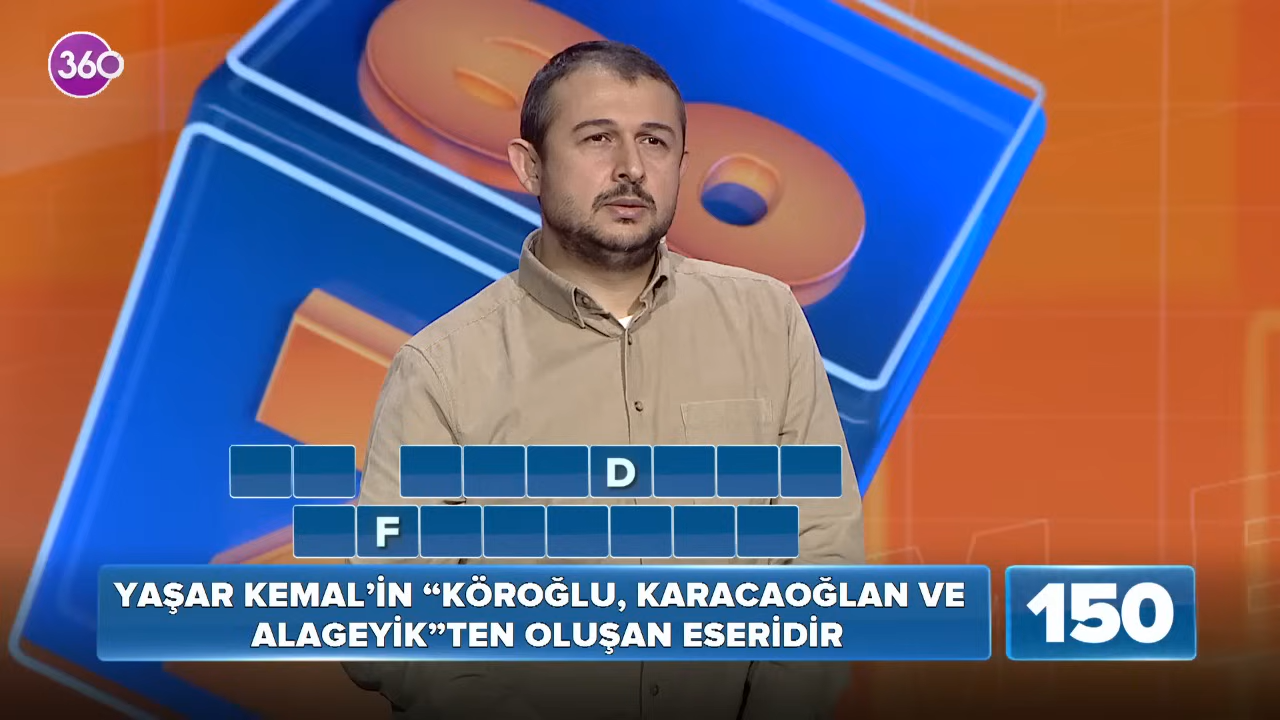 360
D
F
YAŞAR KEMAL’İN “KÖROĞLU, KARACAOĞLAN VE
ALAGEYİK”TEN OLUŞAN ESERİDİR
150